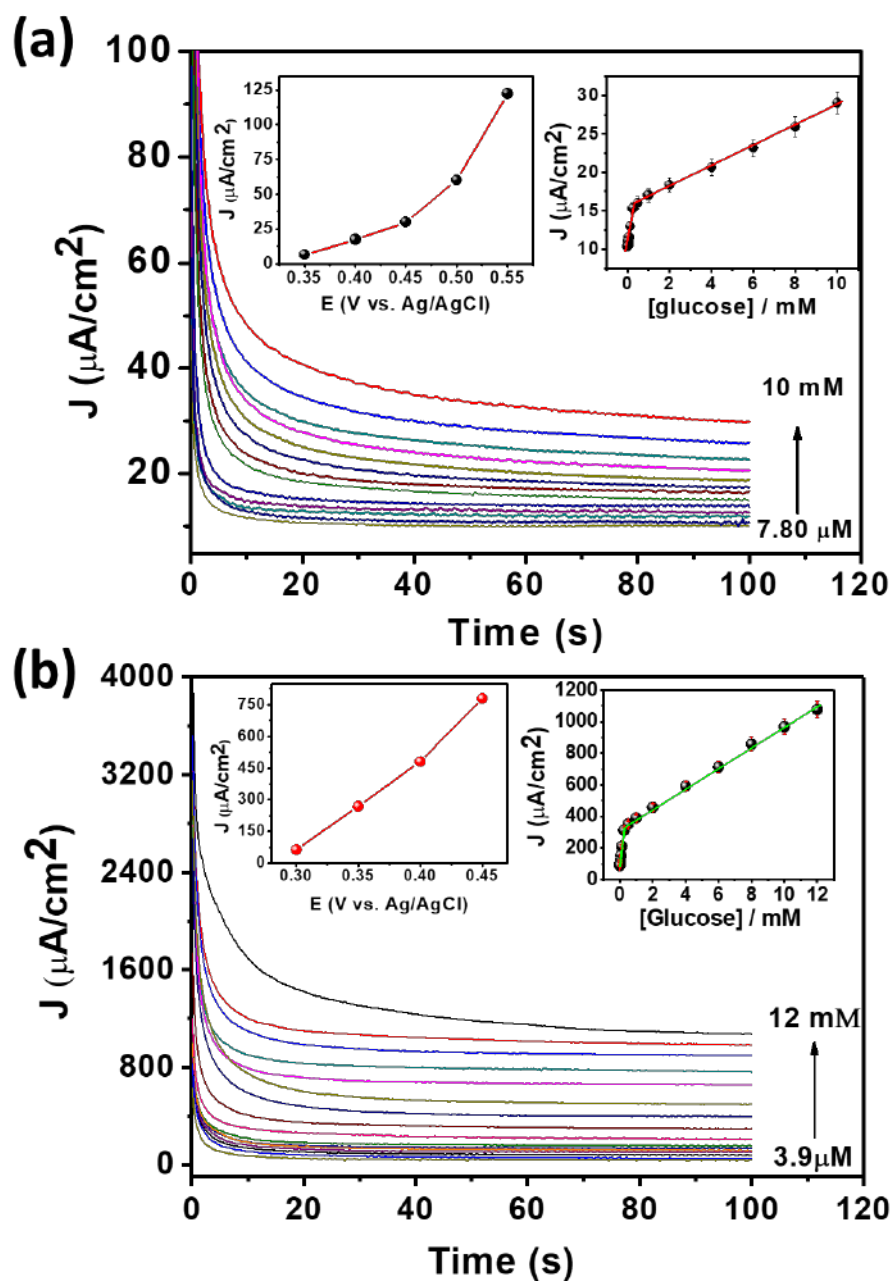 (a)
100
80
60
40
20
J (μA/cm2)
0 20 40 60 80 100 120
Time (s)
125
100
75
50
25
0
J (μA/cm2)
0.35 0.40 0.45 0.50 0.55
E (V vs. Ag/AgCl)
30
25
20
15
10
J (μA/cm2)
0 2 4 6 8 10
[glucose] / mM
10 mM
7.80 μM
(b)
4000
3200
2400
1600
800
0
J (μA/cm2)
0 20 40 60 80 100 120
Time (s)
750
600
450
300
150
0
J (μA/cm2)
0.30 0.35 0.40 0.45
E (V vs. Ag/AgCl)
1200
1000
800
600
400
200
0
J (μA/cm2)
0 2 4 6 8 10 12
[Glucose] / mM
12 mM
3.9μM